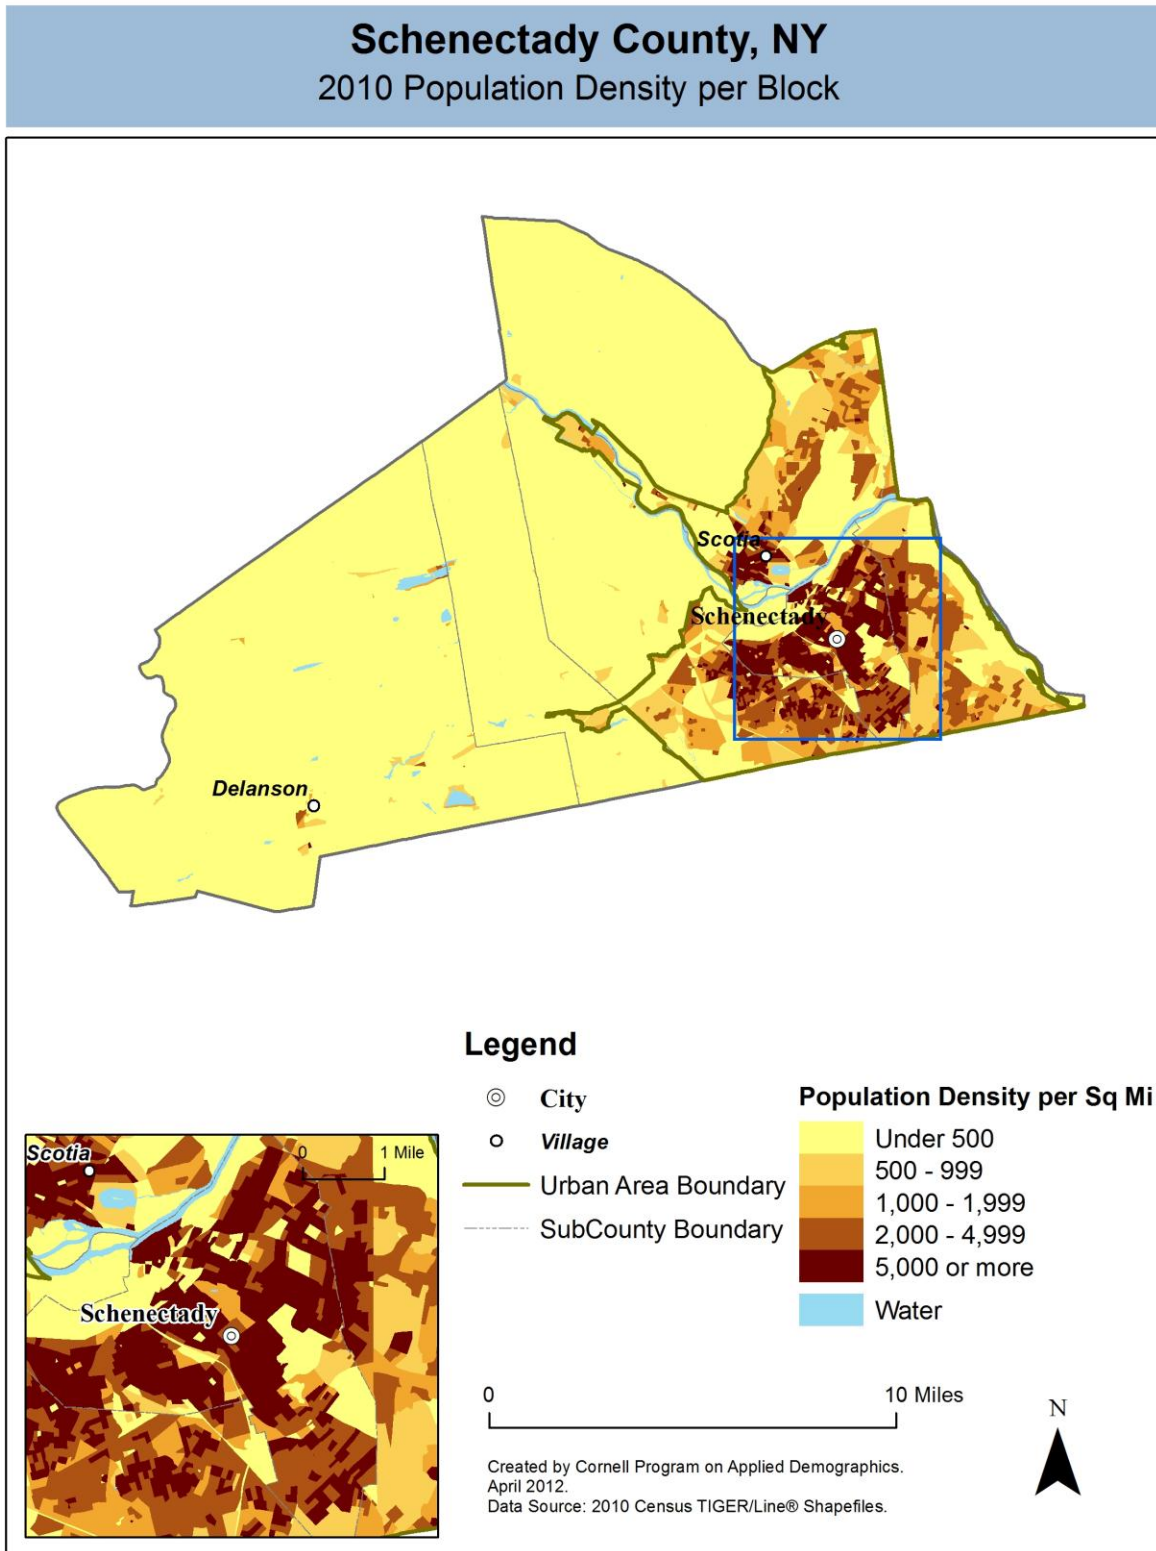 Schenectady County, NY
2010 Population Density per Block
Scotia
Schenectady
Delanson
Legend
City
Village
Urban Area Boundary
SubCounty Boundary
Population Density per Sq Mi
Under 500
500 - 999
1,000 - 1,999
2,000 - 4,999
5,000 or more
Water
Scotia
0 1 Mile
Schenectady
0 10 Miles
N
Created by Cornell Program on Applied Demographics.
April 2012.
Data Source: 2010 Census TIGER/Line® Shapefiles.